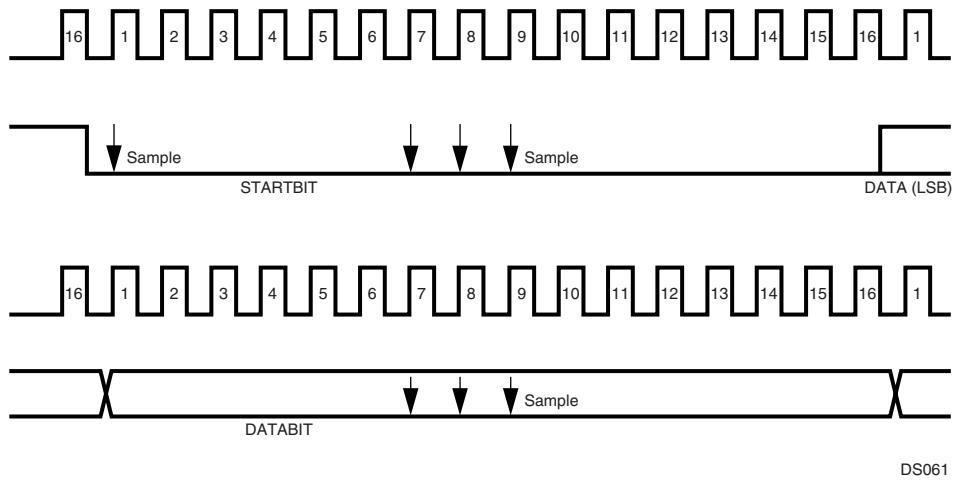 16 1 2 3 4 5 6 7 8 9 10 11 12 13 14 15 16 1
Sample Sample
STARTBIT DATA (LSB)
16 1 2 3 4 5 6 7 8 9 10 11 12 13 14 15 16 1
Sample
DATABIT
DS061